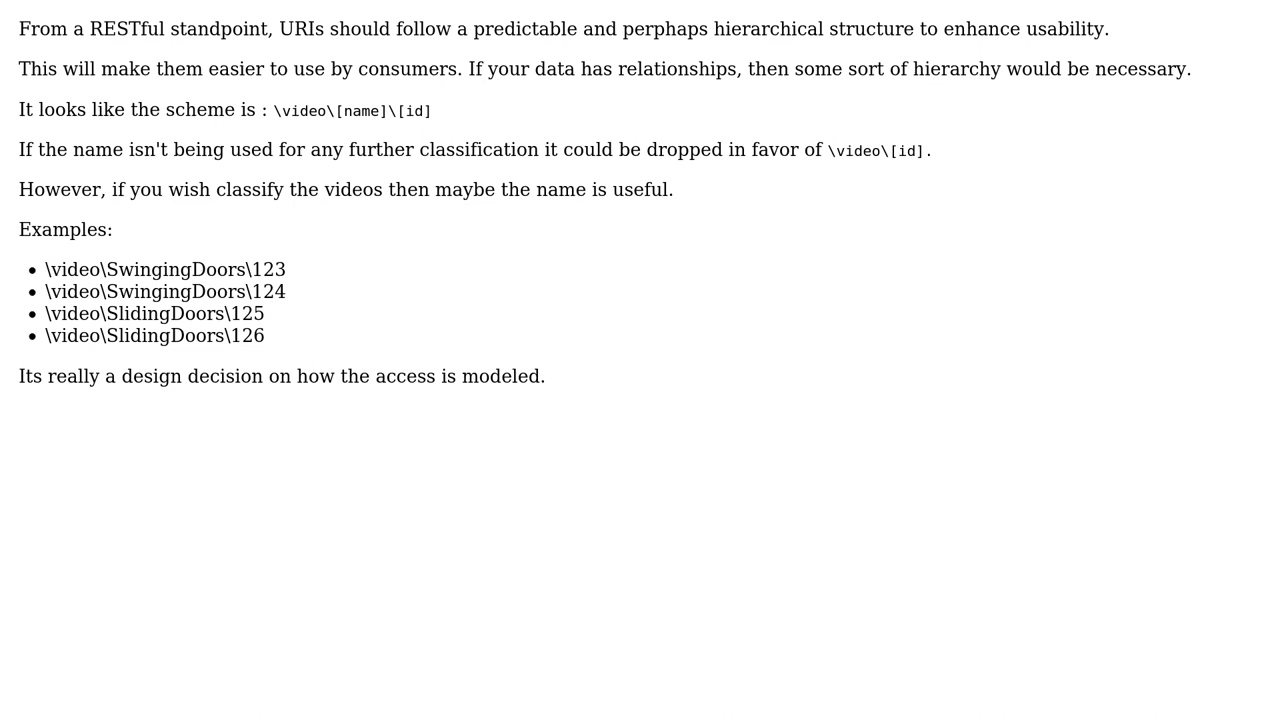 From a RESTful standpoint, URIs should follow a predictable and perphaps hierarchical structure to enhance usability.
This will make them easier to use by consumers. If your data has relationships, then some sort of hierarchy would be necessary.
It looks like the scheme is : \video\[name]\[id]
If the name isn't being used for any further classification it could be dropped in favor of \video\[id].
However, if you wish classify the videos then maybe the name is useful.
Examples:
• \video\SwingingDoors\123
• \video\SwingingDoors\124
• \video\SlidingDoors\125
• \video\SlidingDoors\126
Its really a design decision on how the access is modeled.